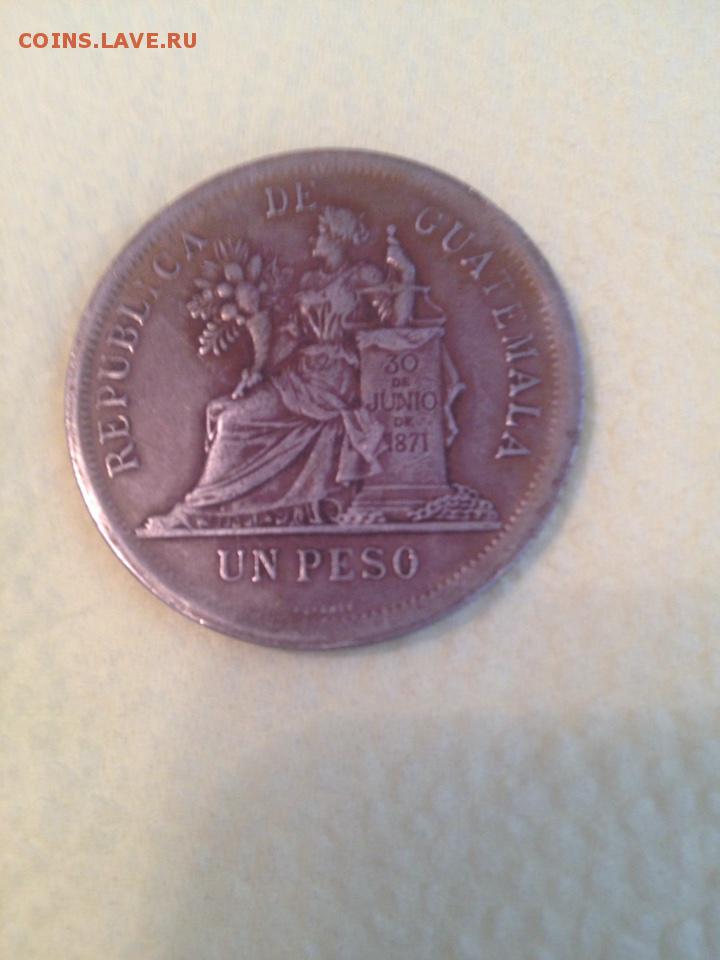 COINS.LAVE.RU
REPUBLICA DE GUATEMALA
30
DE
JUNIO
DE
1871
UN PESO